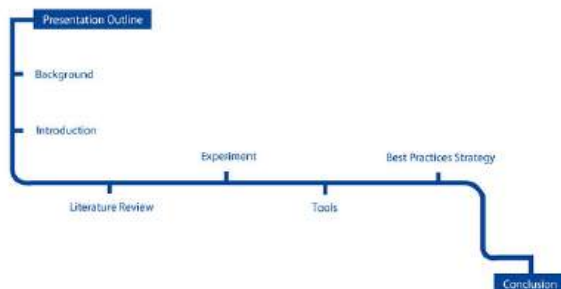 Presentation Outline
Background
Introduction
Literature Review
Experiment
Tools
Best Practices Strategy
Conclusion